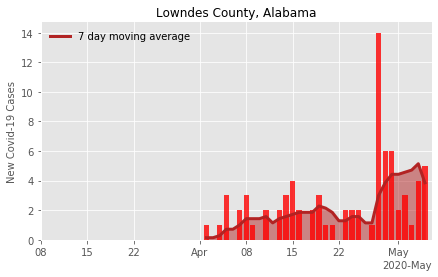 Lowndes County, Alabama
7 day moving average
New Covid-19 Cases
14
12
10
8
6
4
2
0
08 15 22 Apr 08 15 22 May
2020-May